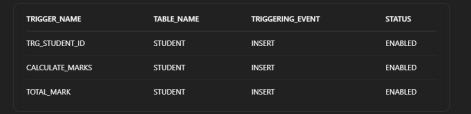 TRIGGER_NAME TABLE_NAME TRIGGERING_EVENT STATUS
TRG_STUDENT_ID STUDENT INSERT ENABLED
CALCULATE_MARKS STUDENT INSERT ENABLED
TOTAL_MARK STUDENT INSERT ENABLED